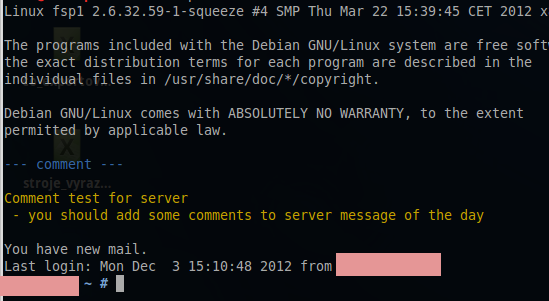 Linux fsp1 2.6.32.59-1-squeeze #4 SMP Thu Mar 22 15:39:45 CET 2012 x
The programs included with the Debian GNU/Linux system are free soft
the exact distribution terms for each program are described in the
individual files in /usr/share/doc/*/copyright.
Debian GNU/Linux comes with ABSOLUTELY NO WARRANTY, to the extent
permitted by applicable law.
--- comment ---
stroje_vyraz...
Comment test for server
- you should add some comments to server message of the day
You have new mail.
Last login: Mon Dec  3 15:10:48 2012 from
~ #